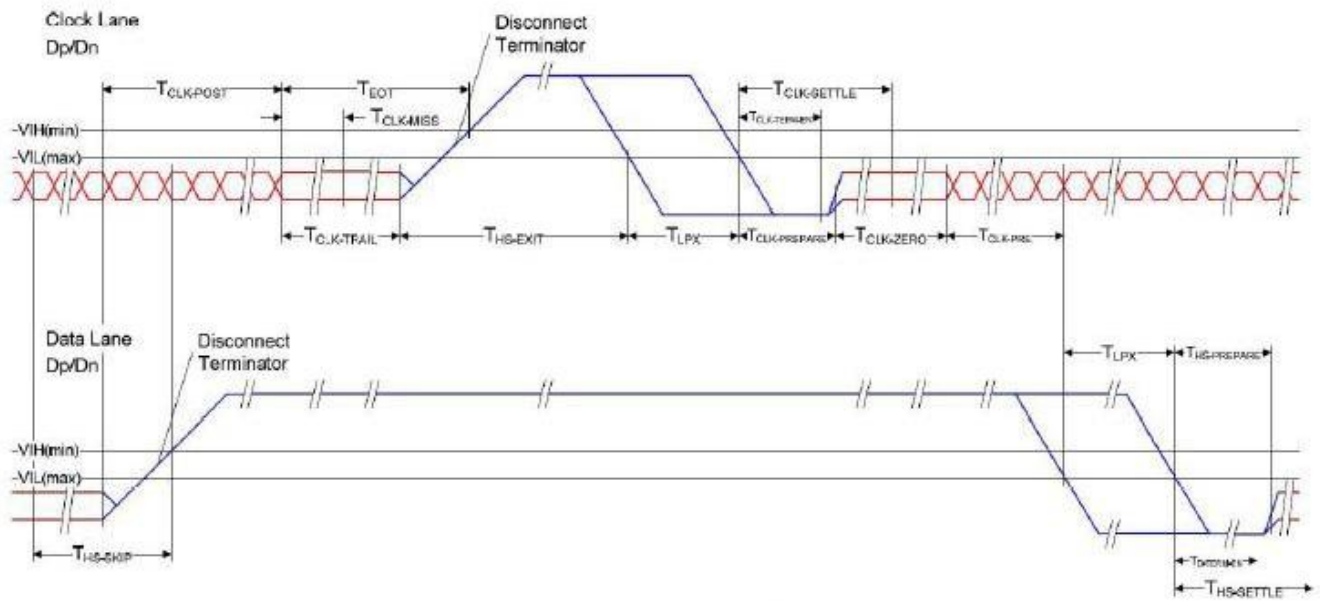 Clock Lane
Dp/Dn
Disconnect
Terminator
TCLK-POST
TEOT
TCLK-SETTLE
TCLK-MISS
TCLK-TERM-EN
VIH(min)
VIL(max)
TCLK-TRAIL
THS-EXIT
TLPX
TCLK-PREPARE
TCLK-ZERO
TCLK-PRE
Data Lane
Dp/Dn
Disconnect
Terminator
TLPX
THS-PREPARE
VIH(min)
VIL(max)
THS-SKIP
THS-SETTLE